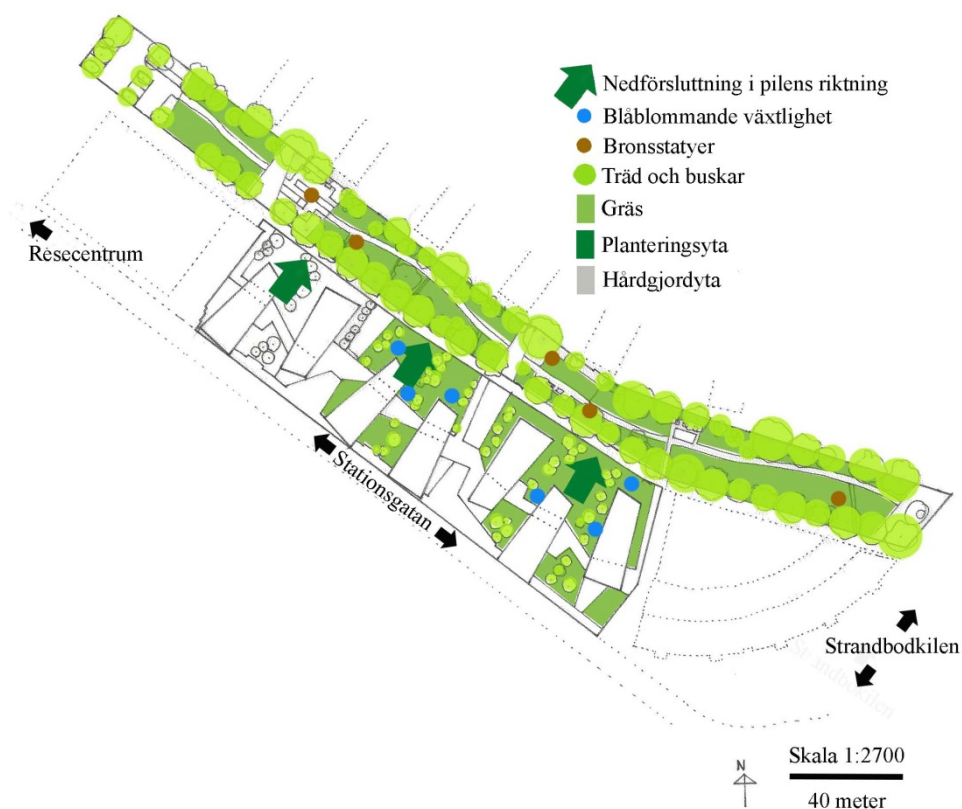 Nedförsluttning i pilens riktning
Blåblommande växtlighet
Bronsstatyer
Träd och buskar
Gräs
Planteringsyta
Hårdgjordyta
Resecentrum
Stationsgatan
Strandbodkilen
Strandbodkilen
N
Skala 1:2700
40 meter